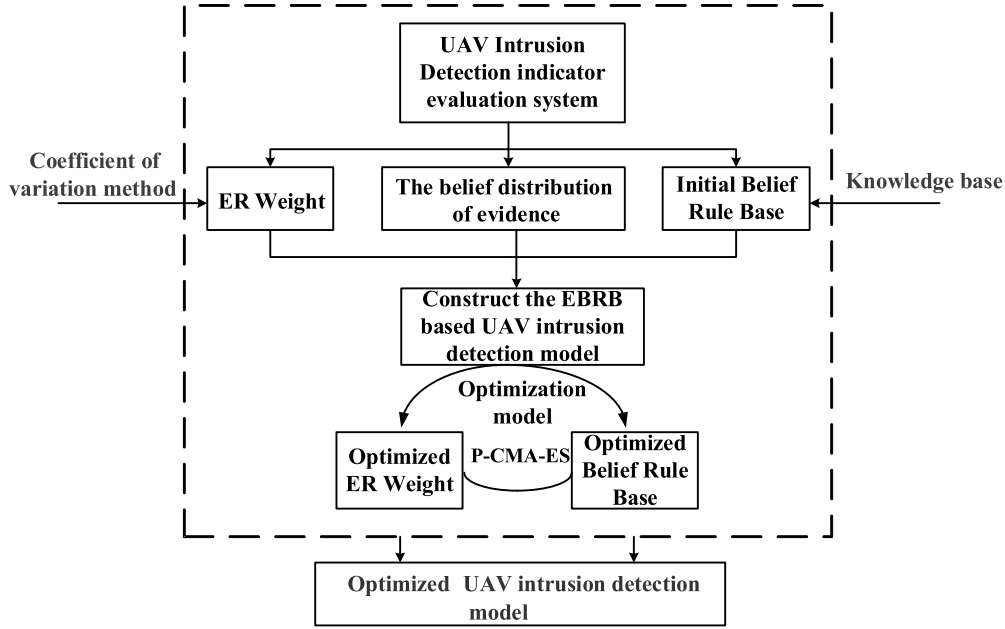 UAV Intrusion
Detection indicator
evaluation system
Coefficient of
variation method
ER Weight
The belief distribution
of evidence
Initial Belief
Rule Base
Knowledge base
Construct the EBRB
based UAV intrusion
detection model
Optimization
model
Optimized
ER Weight
P-CMA-ES
Optimized
Belief Rule
Base
Optimized UAV intrusion detection
model